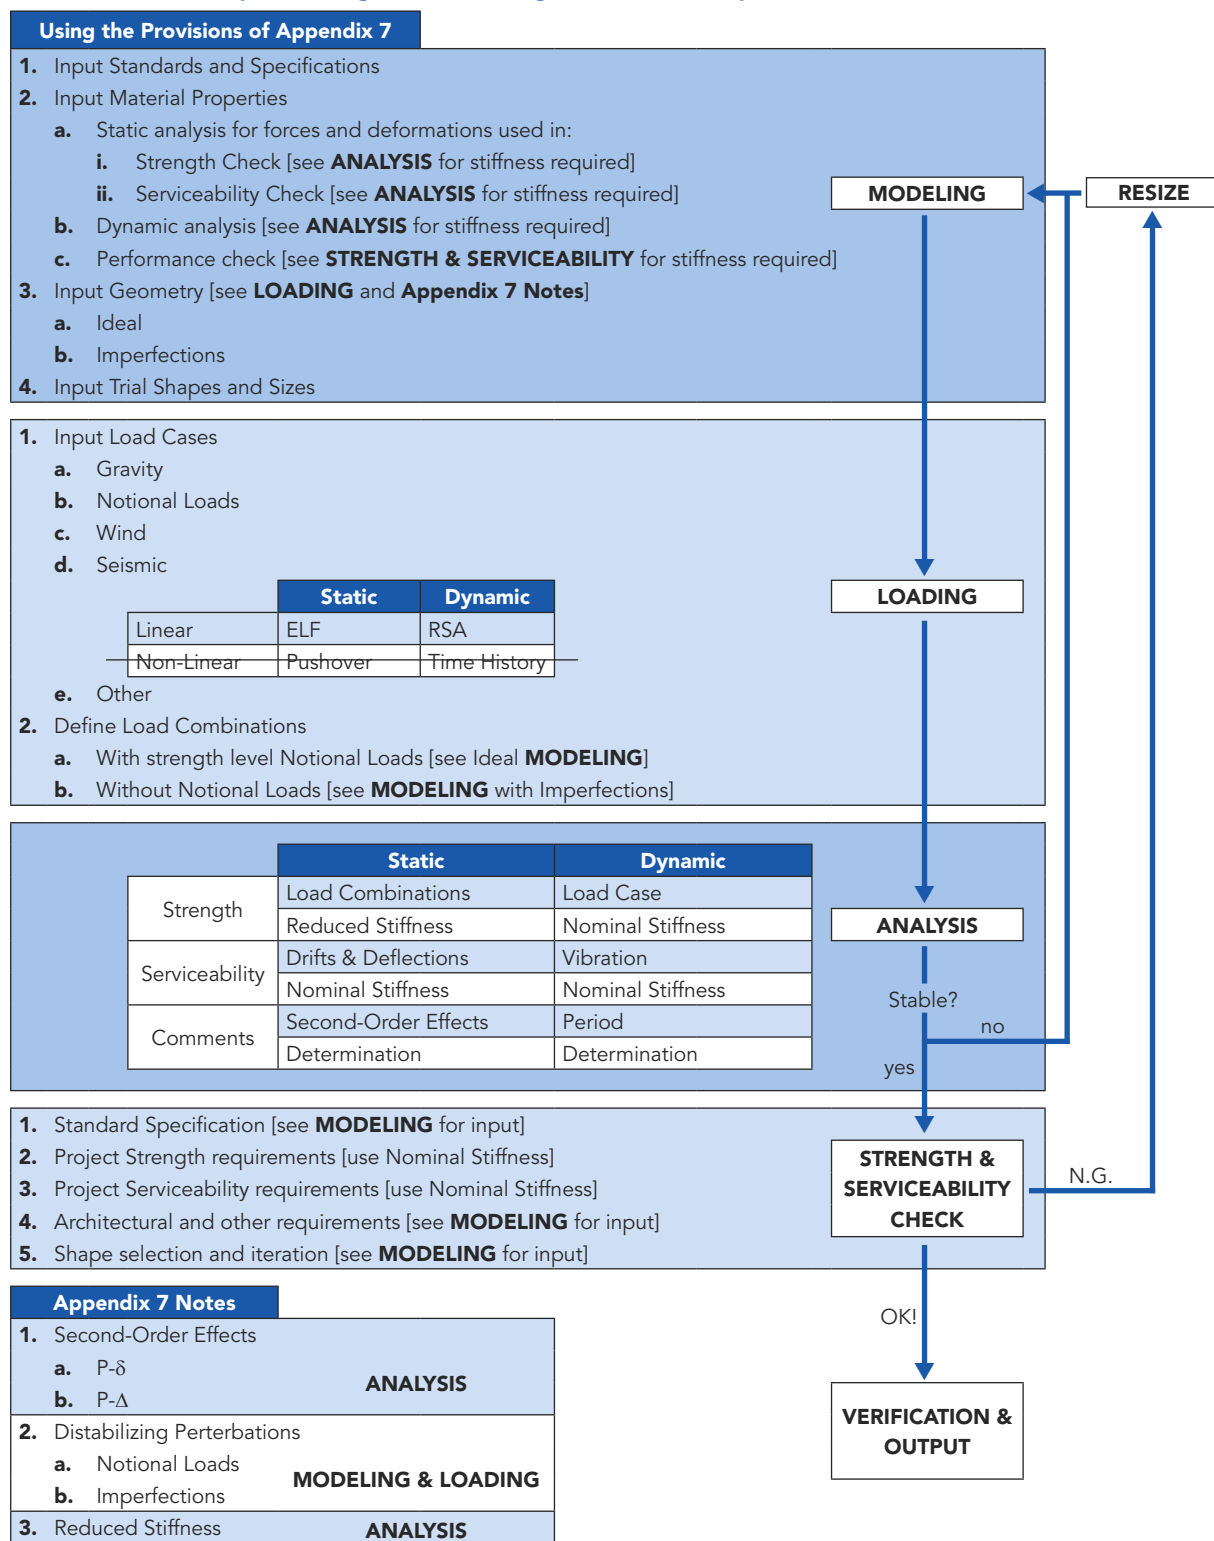 Using the Provisions of Appendix 7
1. Input Standards and Specifications
2. Input Material Properties
a. Static analysis for forces and deformations used in:
i. Strength Check [see ANALYSIS for stiffness required]
ii. Serviceability Check [see ANALYSIS for stiffness required]
b. Dynamic analysis [see ANALYSIS for stiffness required]
c. Performance check [see STRENGTH & SERVICEABILITY for stiffness required]
3. Input Geometry [see LOADING and Appendix 7 Notes]
a. Ideal
b. Imperfections
4. Input Trial Shapes and Sizes
MODELING
RESIZE
1. Input Load Cases
a. Gravity
b. Notional Loads
c. Wind
d. Seismic
Static Dynamic
Linear ELF RSA
Non-Linear Pushover Time History
e. Other
2. Define Load Combinations
a. With strength level Notional Loads [see Ideal MODELING]
b. Without Notional Loads [see MODELING with Imperfections]
LOADING
Static Dynamic
Strength
Load Combinations Load Case
Reduced Stiffness Nominal Stiffness
Serviceability
Drifts & Deflections Vibration
Nominal Stiffness Nominal Stiffness
Comments
Second-Order Effects Period
Determination Determination
ANALYSIS
Stable?
no
yes
1. Standard Specification [see MODELING for input]
2. Project Strength requirements [use Nominal Stiffness]
3. Project Serviceability requirements [use Nominal Stiffness]
4. Architectural and other requirements [see MODELING for input]
5. Shape selection and iteration [see MODELING for input]
STRENGTH &
SERVICEABILITY
CHECK
N.G.
OK!
VERIFICATION &
OUTPUT
Appendix 7 Notes
1. Second-Order Effects
a. P-δ
b. P-Δ
ANALYSIS
2. Distabilizing Perterbations
a. Notional Loads
b. Imperfections
MODELING & LOADING
3. Reduced Stiffness ANALYSIS